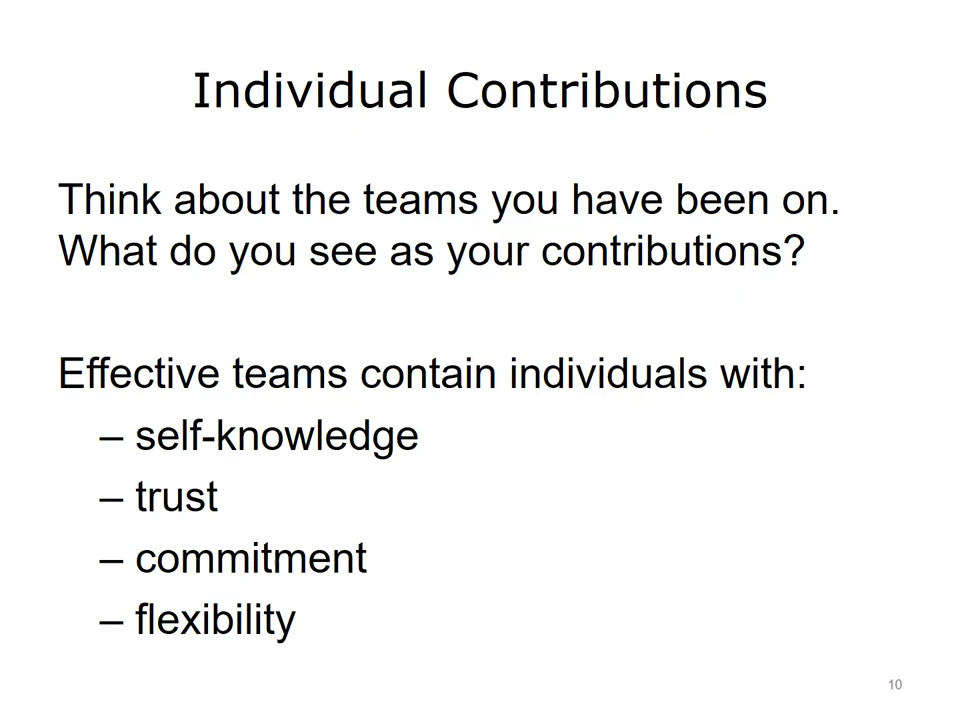 Individual Contributions
Think about the teams you have been on.
What do you see as your contributions?
Effective teams contain individuals with:
– self-knowledge
– trust
– commitment
– flexibility
10